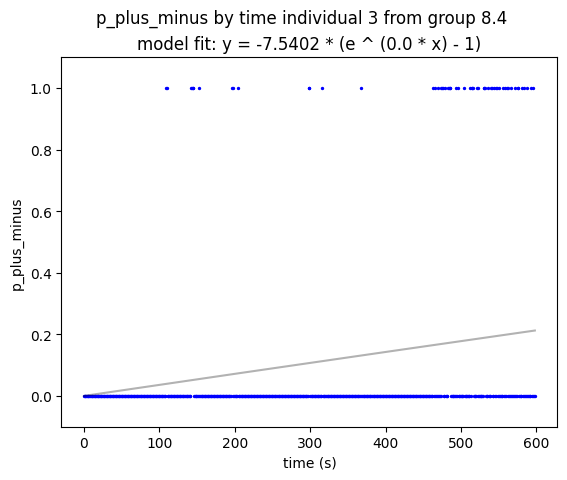 p_plus_minus by time individual 3 from group 8.4
model fit: y = -7.5402 * (e ^ (0.0 * x) - 1)
1.0
0.8
0.6
0.4
0.2
0.0
p_plus_minus
0 100 200 300 400 500 600
time (s)